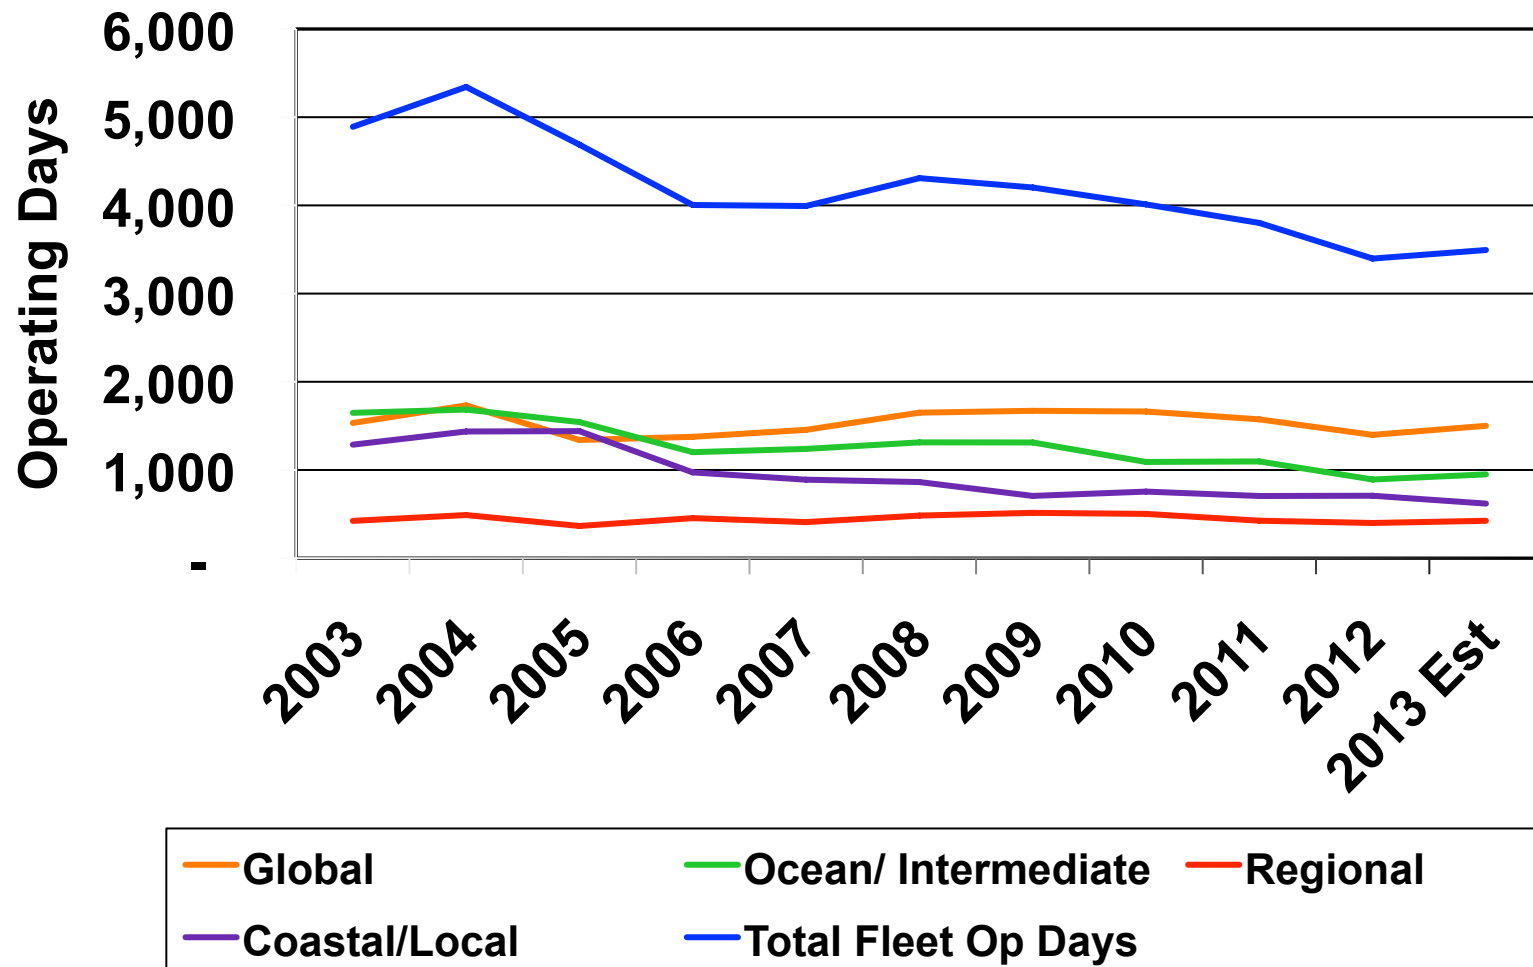 6,000
5,000
4,000
3,000
2,000
1,000
-
Operating Days
2003
2004
2005
2006
2007
2008
2009
2010
2011
2012
2013 Est
Global
Ocean/ Intermediate
Regional
Coastal/Local
Total Fleet Op Days